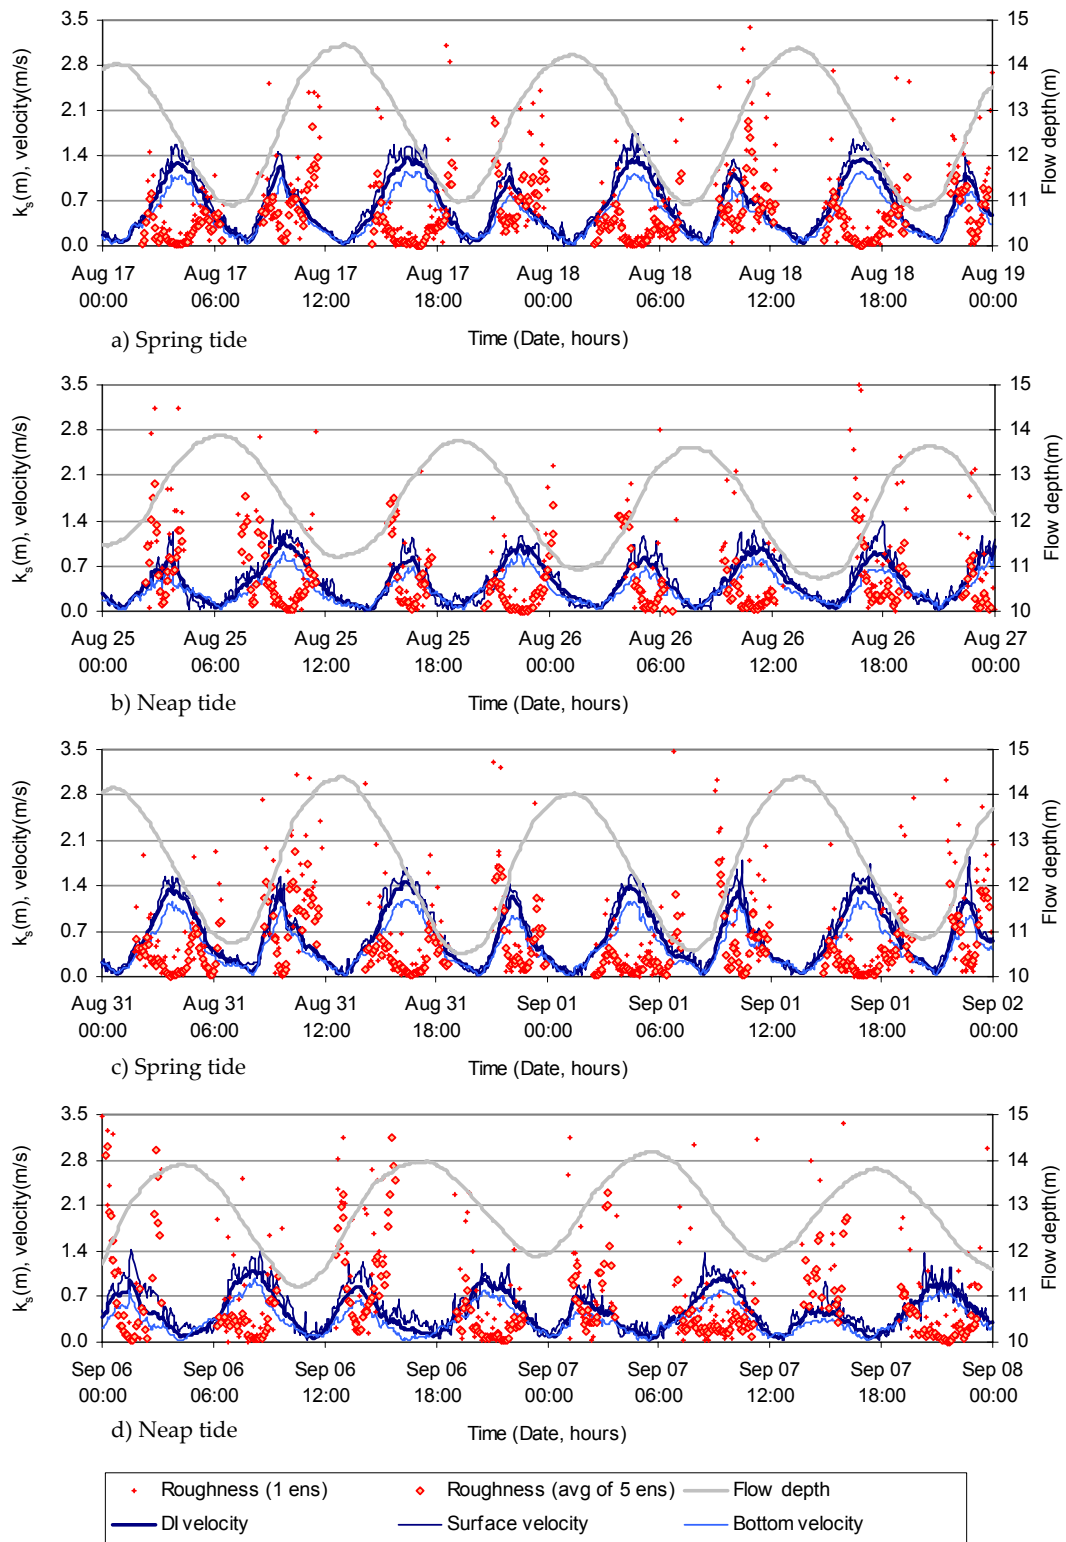 3.5 15
2.8 14
2.1 13
1.4 12
0.7 11
0.0 10
kₛ(m), velocity(m/s)
Flow depth(m)
Aug 17 Aug 17 Aug 17 Aug 17 Aug 18 Aug 18 Aug 18 Aug 18 Aug 19
00:00 06:00 12:00 18:00 00:00 06:00 12:00 18:00 00:00
a) Spring tide Time (Date, hours)
3.5 15
2.8 14
2.1 13
1.4 12
0.7 11
0.0 10
kₛ(m), velocity(m/s)
Flow depth(m)
Aug 25 Aug 25 Aug 25 Aug 25 Aug 26 Aug 26 Aug 26 Aug 26 Aug 27
00:00 06:00 12:00 18:00 00:00 06:00 12:00 18:00 00:00
b) Neap tide Time (Date, hours)
3.5 15
2.8 14
2.1 13
1.4 12
0.7 11
0.0 10
kₛ(m), velocity(m/s)
Flow depth(m)
Aug 31 Aug 31 Aug 31 Aug 31 Sep 01 Sep 01 Sep 01 Sep 01 Sep 02
00:00 06:00 12:00 18:00 00:00 06:00 12:00 18:00 00:00
c) Spring tide Time (Date, hours)
3.5 15
2.8 14
2.1 13
1.4 12
0.7 11
0.0 10
kₛ(m), velocity(m/s)
Flow depth(m)
Sep 06 Sep 06 Sep 06 Sep 06 Sep 07 Sep 07 Sep 07 Sep 07 Sep 08
00:00 06:00 12:00 18:00 00:00 06:00 12:00 18:00 00:00
d) Neap tide Time (Date, hours)
Roughness (1 ens) Roughness (avg of 5 ens) Flow depth
DI velocity Surface velocity Bottom velocity